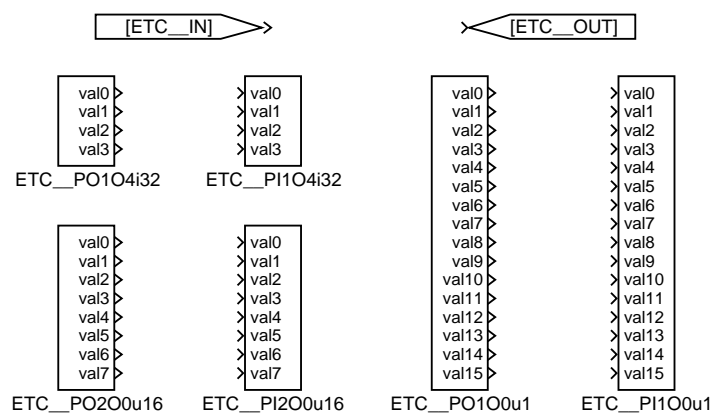 [ETC__IN]
[ETC__OUT]
val0
val1
val2
val3
ETC__PO1O4i32
val0
val1
val2
val3
ETC__PI1O4i32
val0
val1
val2
val3
val4
val5
val6
val7
ETC__PO2O0u16
val0
val1
val2
val3
val4
val5
val6
val7
ETC__PI2O0u16
val0
val1
val2
val3
val4
val5
val6
val7
val8
val9
val10
val11
val12
val13
val14
val15
ETC__PO1O0u1
val0
val1
val2
val3
val4
val5
val6
val7
val8
val9
val10
val11
val12
val13
val14
val15
ETC__PI1O0u1